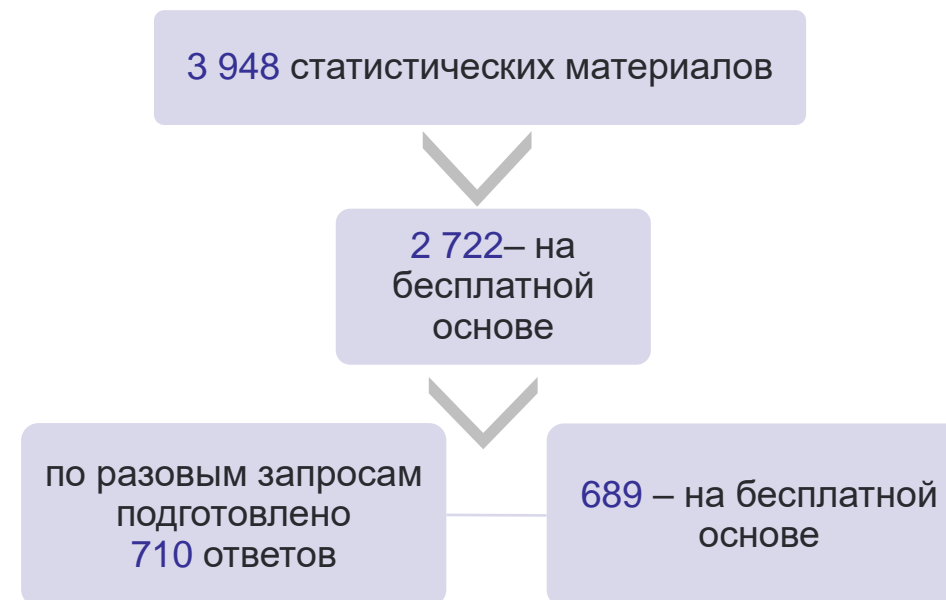 3 948 статистических материалов
2 722– на
бесплатной
основе
по разовым запросам
подготовлено
710 ответов
689 – на бесплатной
основе